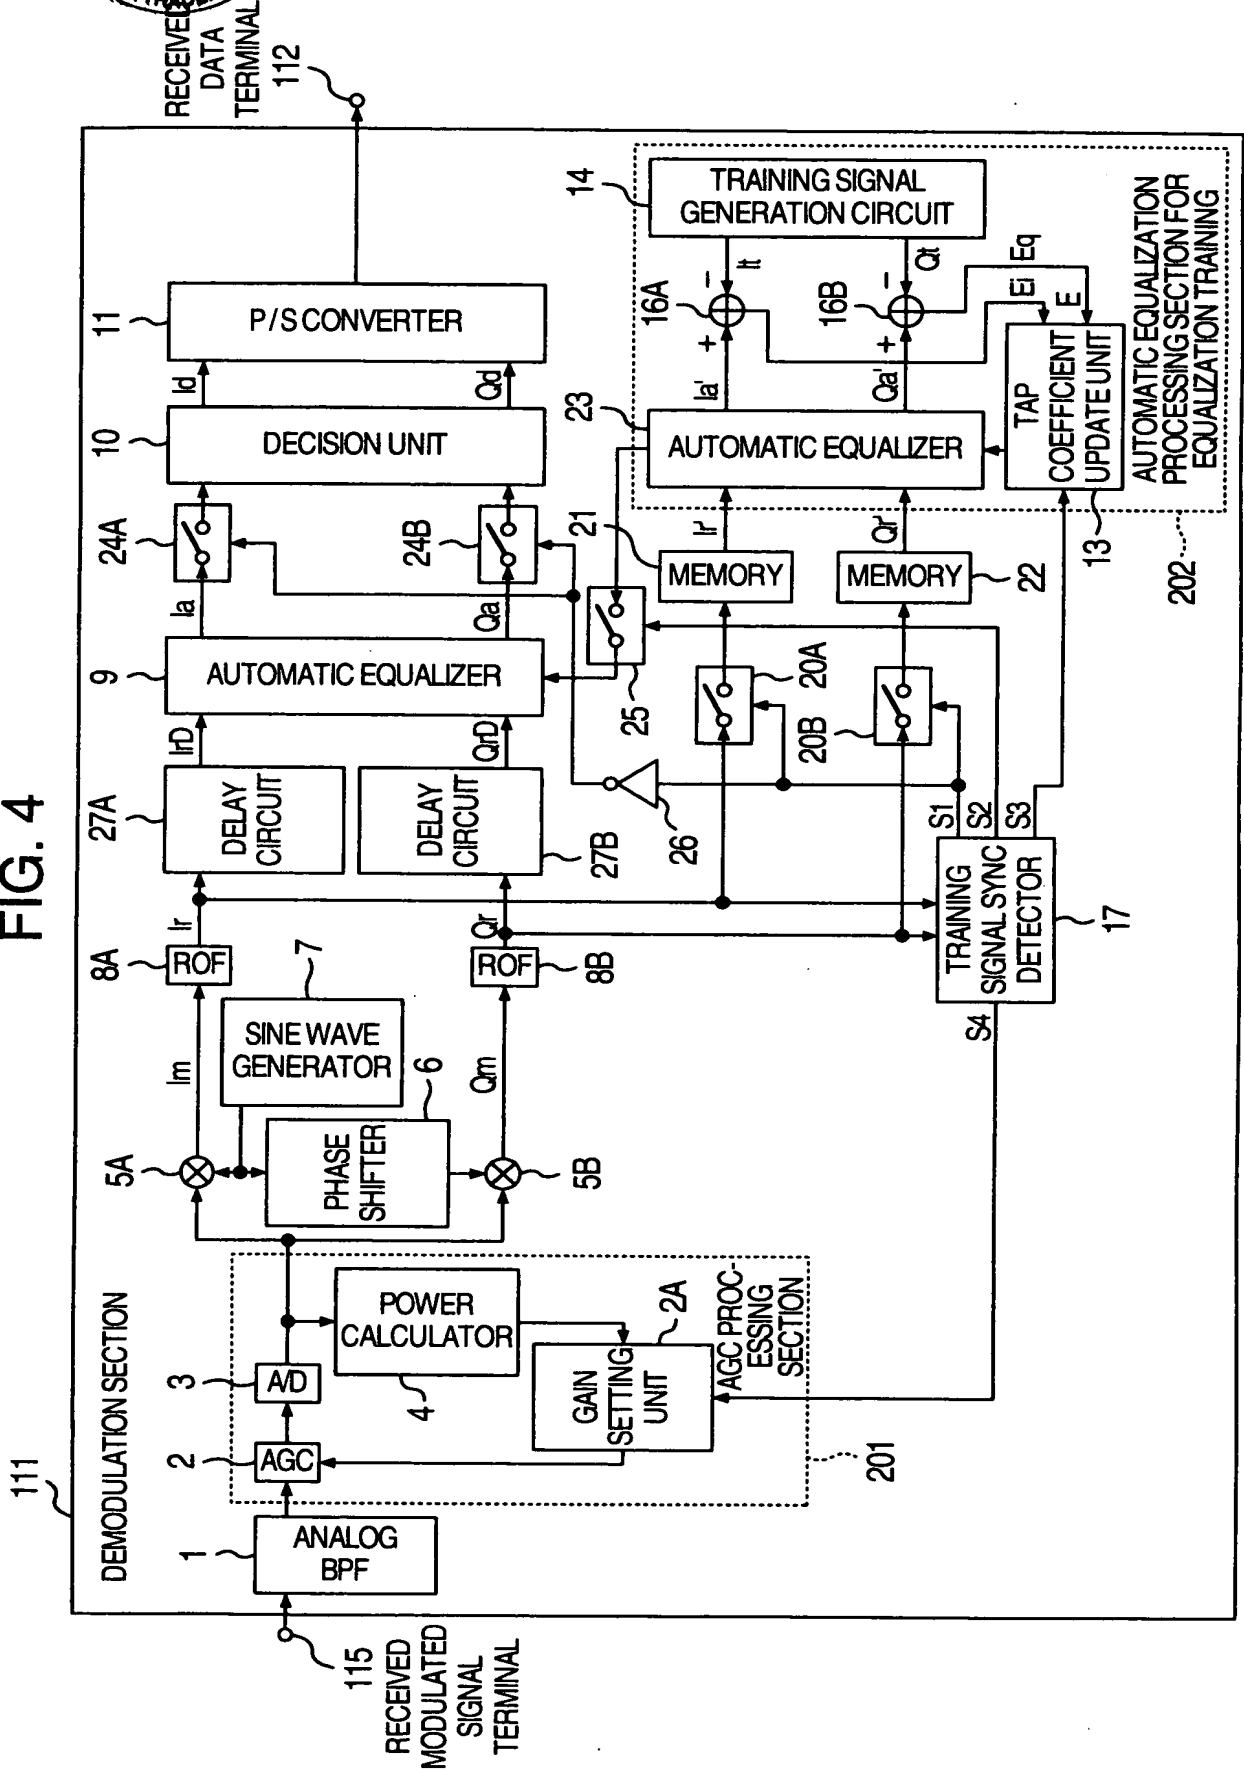 FIG. 4
111
DEMODULATION SECTION
115
RECEIVED
MODULATED
SIGNAL
TERMINAL
1
ANALOG
BPF
2
AGC
3
A/D
4
POWER
CALCULATOR
2A
GAIN
SETTING
UNIT
AGC PROC-
ESSING
SECTION
201
5A
5B
6
PHASE
SHIFTER
7
SINE WAVE
GENERATOR
Im
Qm
8A
ROF
8B
ROF
Ir
Qr
27A
DELAY
CIRCUIT
27B
DELAY
CIRCUIT
IrD
QrD
9
AUTOMATIC EQUALIZER
Ia
Qa
24A
24B
10
DECISION UNIT
Id
Qd
11
P/S CONVERTER
112
RECEIVED
DATA
TERMINAL
17
TRAINING
SIGNAL SYNC
DETECTOR
S1
S2
S3
S4
26
25
20A
20B
21
MEMORY
22
MEMORY
Ir'
Qr'
23
AUTOMATIC EQUALIZER
Ia'
Qa'
+
+
−
−
16A
16B
It
Qt
14
TRAINING SIGNAL
GENERATION CIRCUIT
Ei
Eq
E
13
TAP
COEFFICIENT
UPDATE UNIT
202
AUTOMATIC EQUALIZATION
PROCESSING SECTION FOR
EQUALIZATION TRAINING